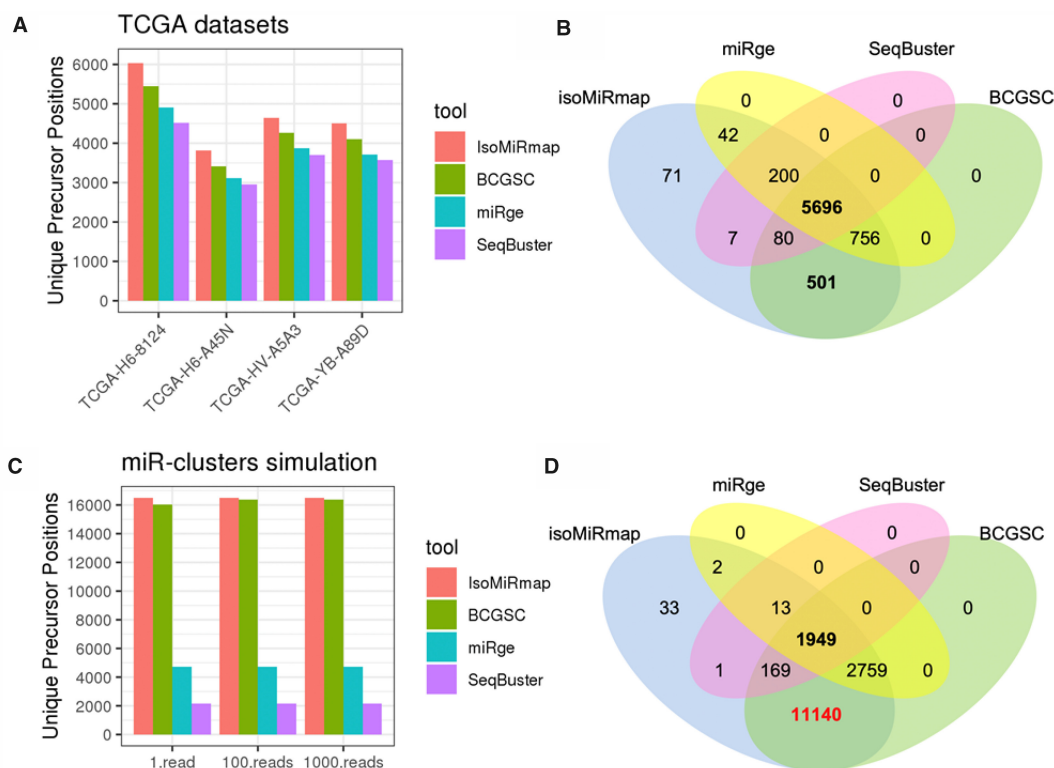 A
TCGA datasets
Unique Precursor Positions
6000
5000
4000
3000
2000
1000
0
TCGA-H6-8124
TCGA-H6-A45N
TCGA-HV-A5A3
TCGA-YB-A89D
tool
IsoMiRmap
BCGSC
miRge
SeqBuster
B
miRge
SeqBuster
isoMiRmap
BCGSC
0
0
42
0
0
71
200
0
0
5696
7
80
756
0
501
C
miR-clusters simulation
Unique Precursor Positions
16000
14000
12000
10000
8000
6000
4000
2000
0
1.read
100.reads
1000.reads
tool
IsoMiRmap
BCGSC
miRge
SeqBuster
D
miRge
SeqBuster
isoMiRmap
BCGSC
0
0
2
0
0
33
13
0
0
1949
1
169
2759
0
11140